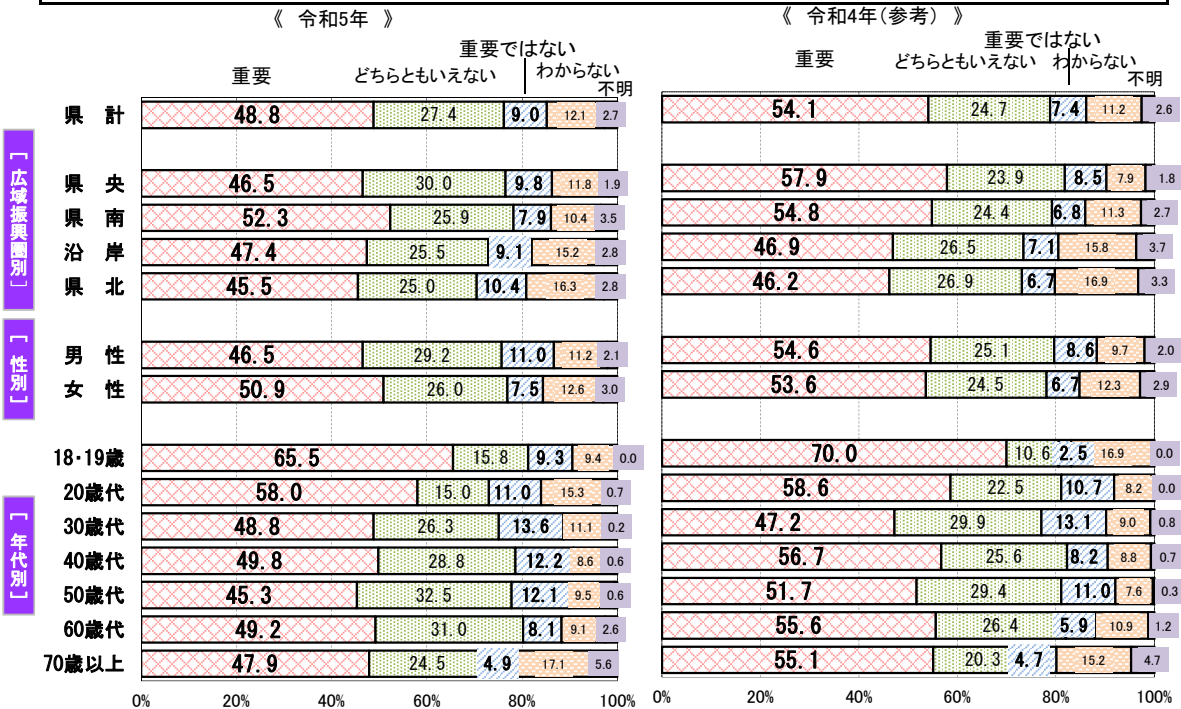 《 令和5年 》
重要
どちらともいえない
重要ではない
わからない
不明
県 計 48.8 27.4 9.0 12.1 2.7
[ 広域振興圏別 ]
県 央 46.5 30.0 9.8 11.8 1.9
県 南 52.3 25.9 7.9 10.4 3.5
沿 岸 47.4 25.5 9.1 15.2 2.8
県 北 45.5 25.0 10.4 16.3 2.8
[ 性別 ]
男 性 46.5 29.2 11.0 11.2 2.1
女 性 50.9 26.0 7.5 12.6 3.0
[ 年代別 ]
18・19歳 65.5 15.8 9.3 9.4 0.0
20歳代 58.0 15.0 11.0 15.3 0.7
30歳代 48.8 26.3 13.6 11.1 0.2
40歳代 49.8 28.8 12.2 8.6 0.6
50歳代 45.3 32.5 12.1 9.5 0.6
60歳代 49.2 31.0 8.1 9.1 2.6
70歳以上 47.9 24.5 4.9 17.1 5.6
0% 20% 40% 60% 80% 100%
《 令和4年(参考) 》
重要
どちらともいえない
重要ではない
わからない
不明
54.1 24.7 7.4 11.2 2.6
57.9 23.9 8.5 7.9 1.8
54.8 24.4 6.8 11.3 2.7
46.9 26.5 7.1 15.8 3.7
46.2 26.9 6.7 16.9 3.3
54.6 25.1 8.6 9.7 2.0
53.6 24.5 6.7 12.3 2.9
70.0 10.6 2.5 16.9 0.0
58.6 22.5 10.7 8.2 0.0
47.2 29.9 13.1 9.0 0.8
56.7 25.6 8.2 8.8 0.7
51.7 29.4 11.0 7.6 0.3
55.6 26.4 5.9 10.9 1.2
55.1 20.3 4.7 15.2 4.7
0% 20% 40% 60% 80% 100%